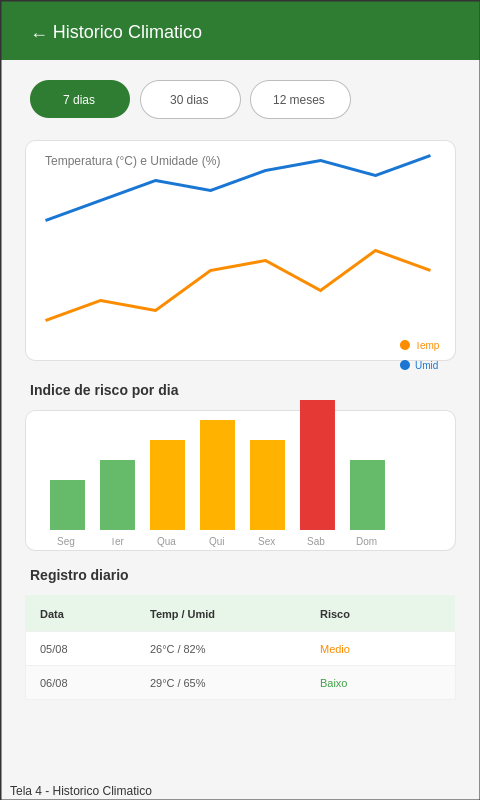 ← Historico Climatico
7 dias
30 dias
12 meses
Temperatura (°C) e Umidade (%)
Temp
Umid
Indice de risco por dia
Seg Ter Qua Qui Sex Sab Dom
Registro diario
Data Temp / Umid Risco
05/08 26°C / 82% Medio
06/08 29°C / 65% Baixo
Tela 4 - Historico Climatico